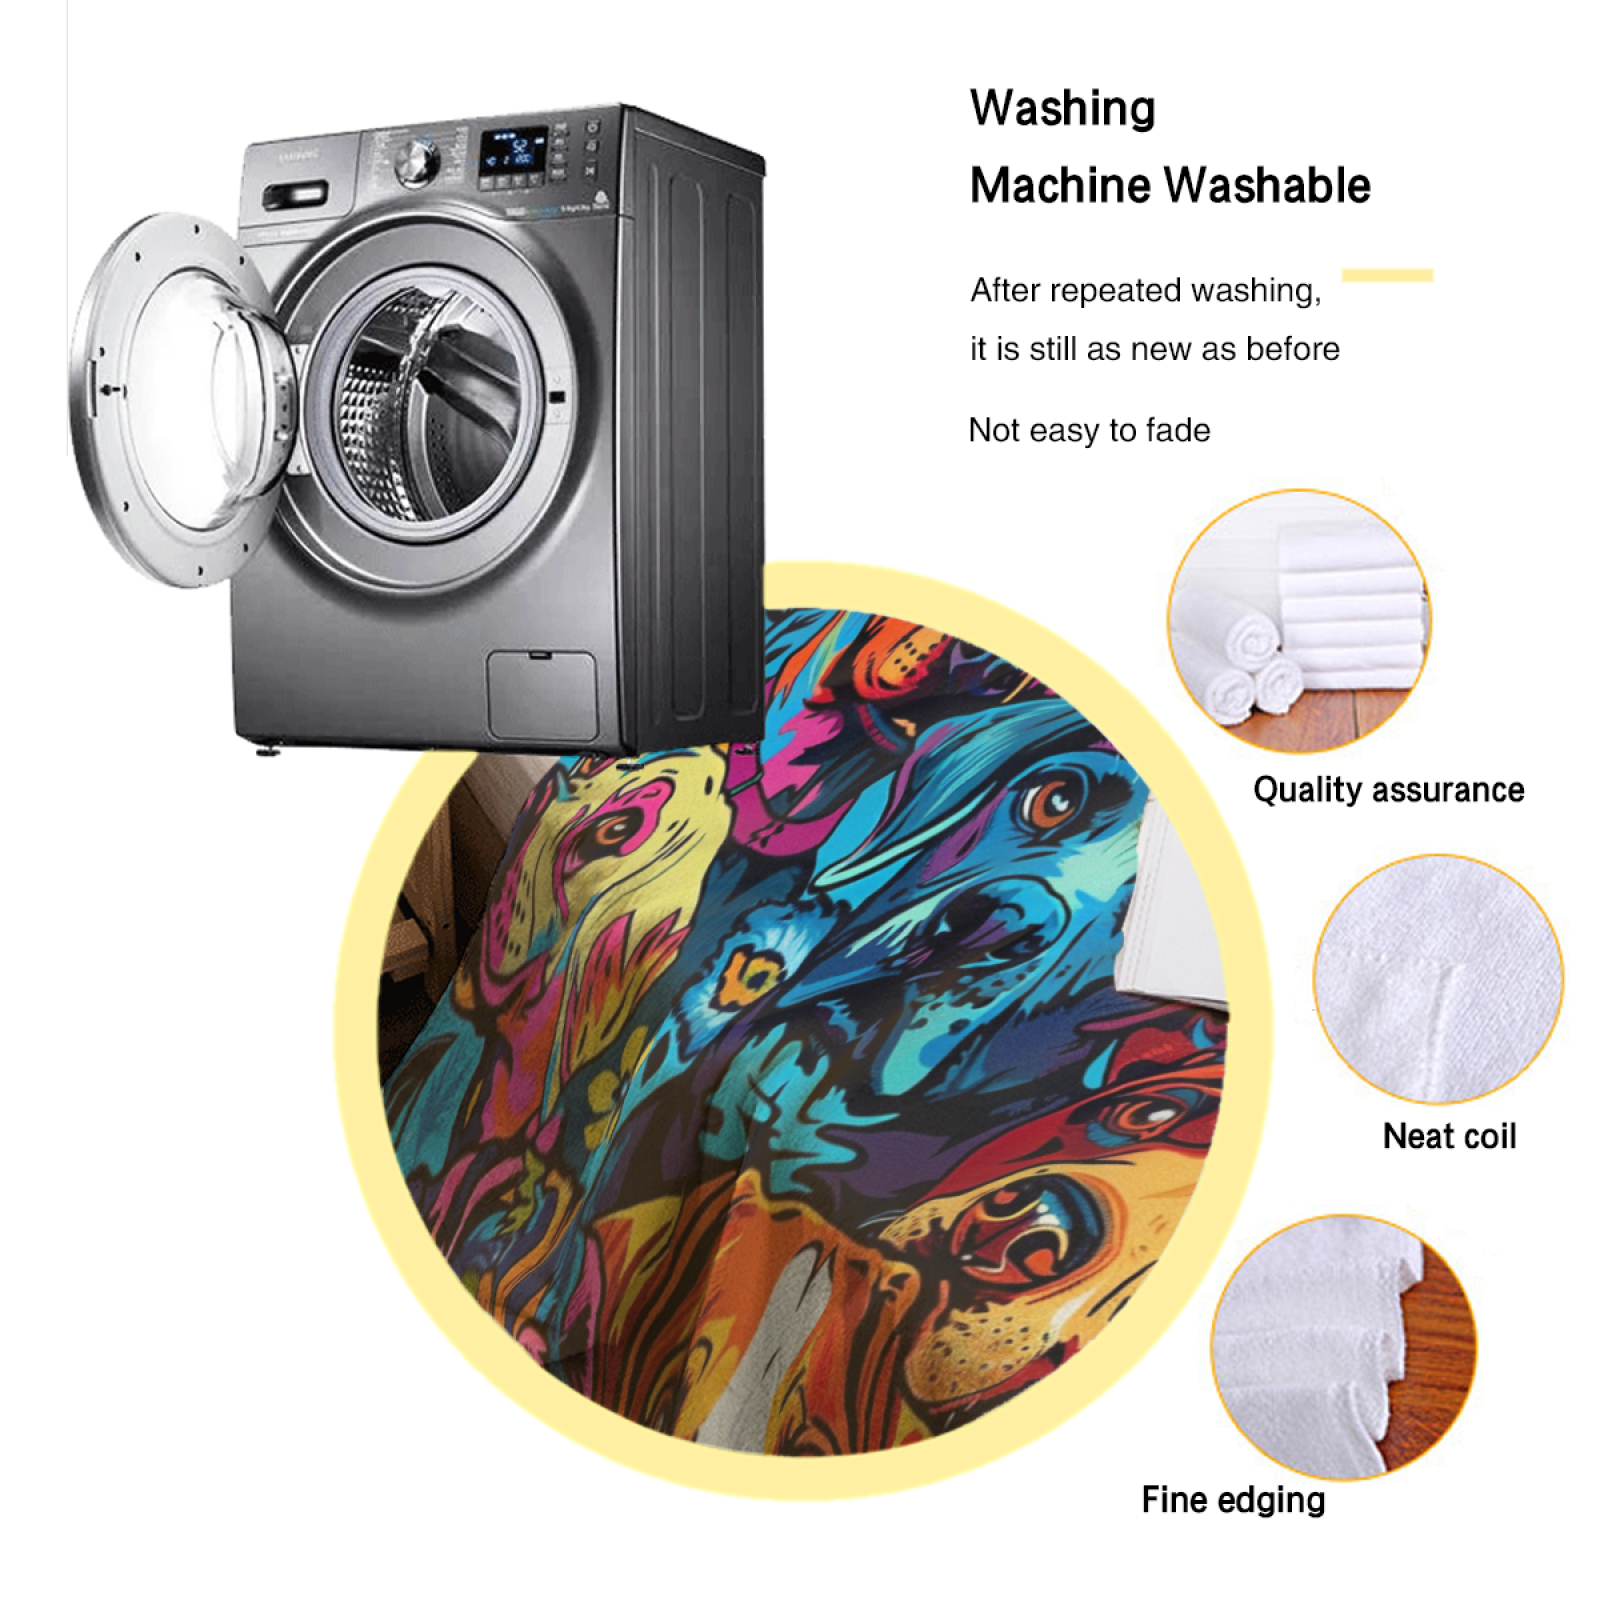 Washing
Machine Washable
After repeated washing,
it is still as new as before
Not easy to fade
Quality assurance
Neat coil
Fine edging